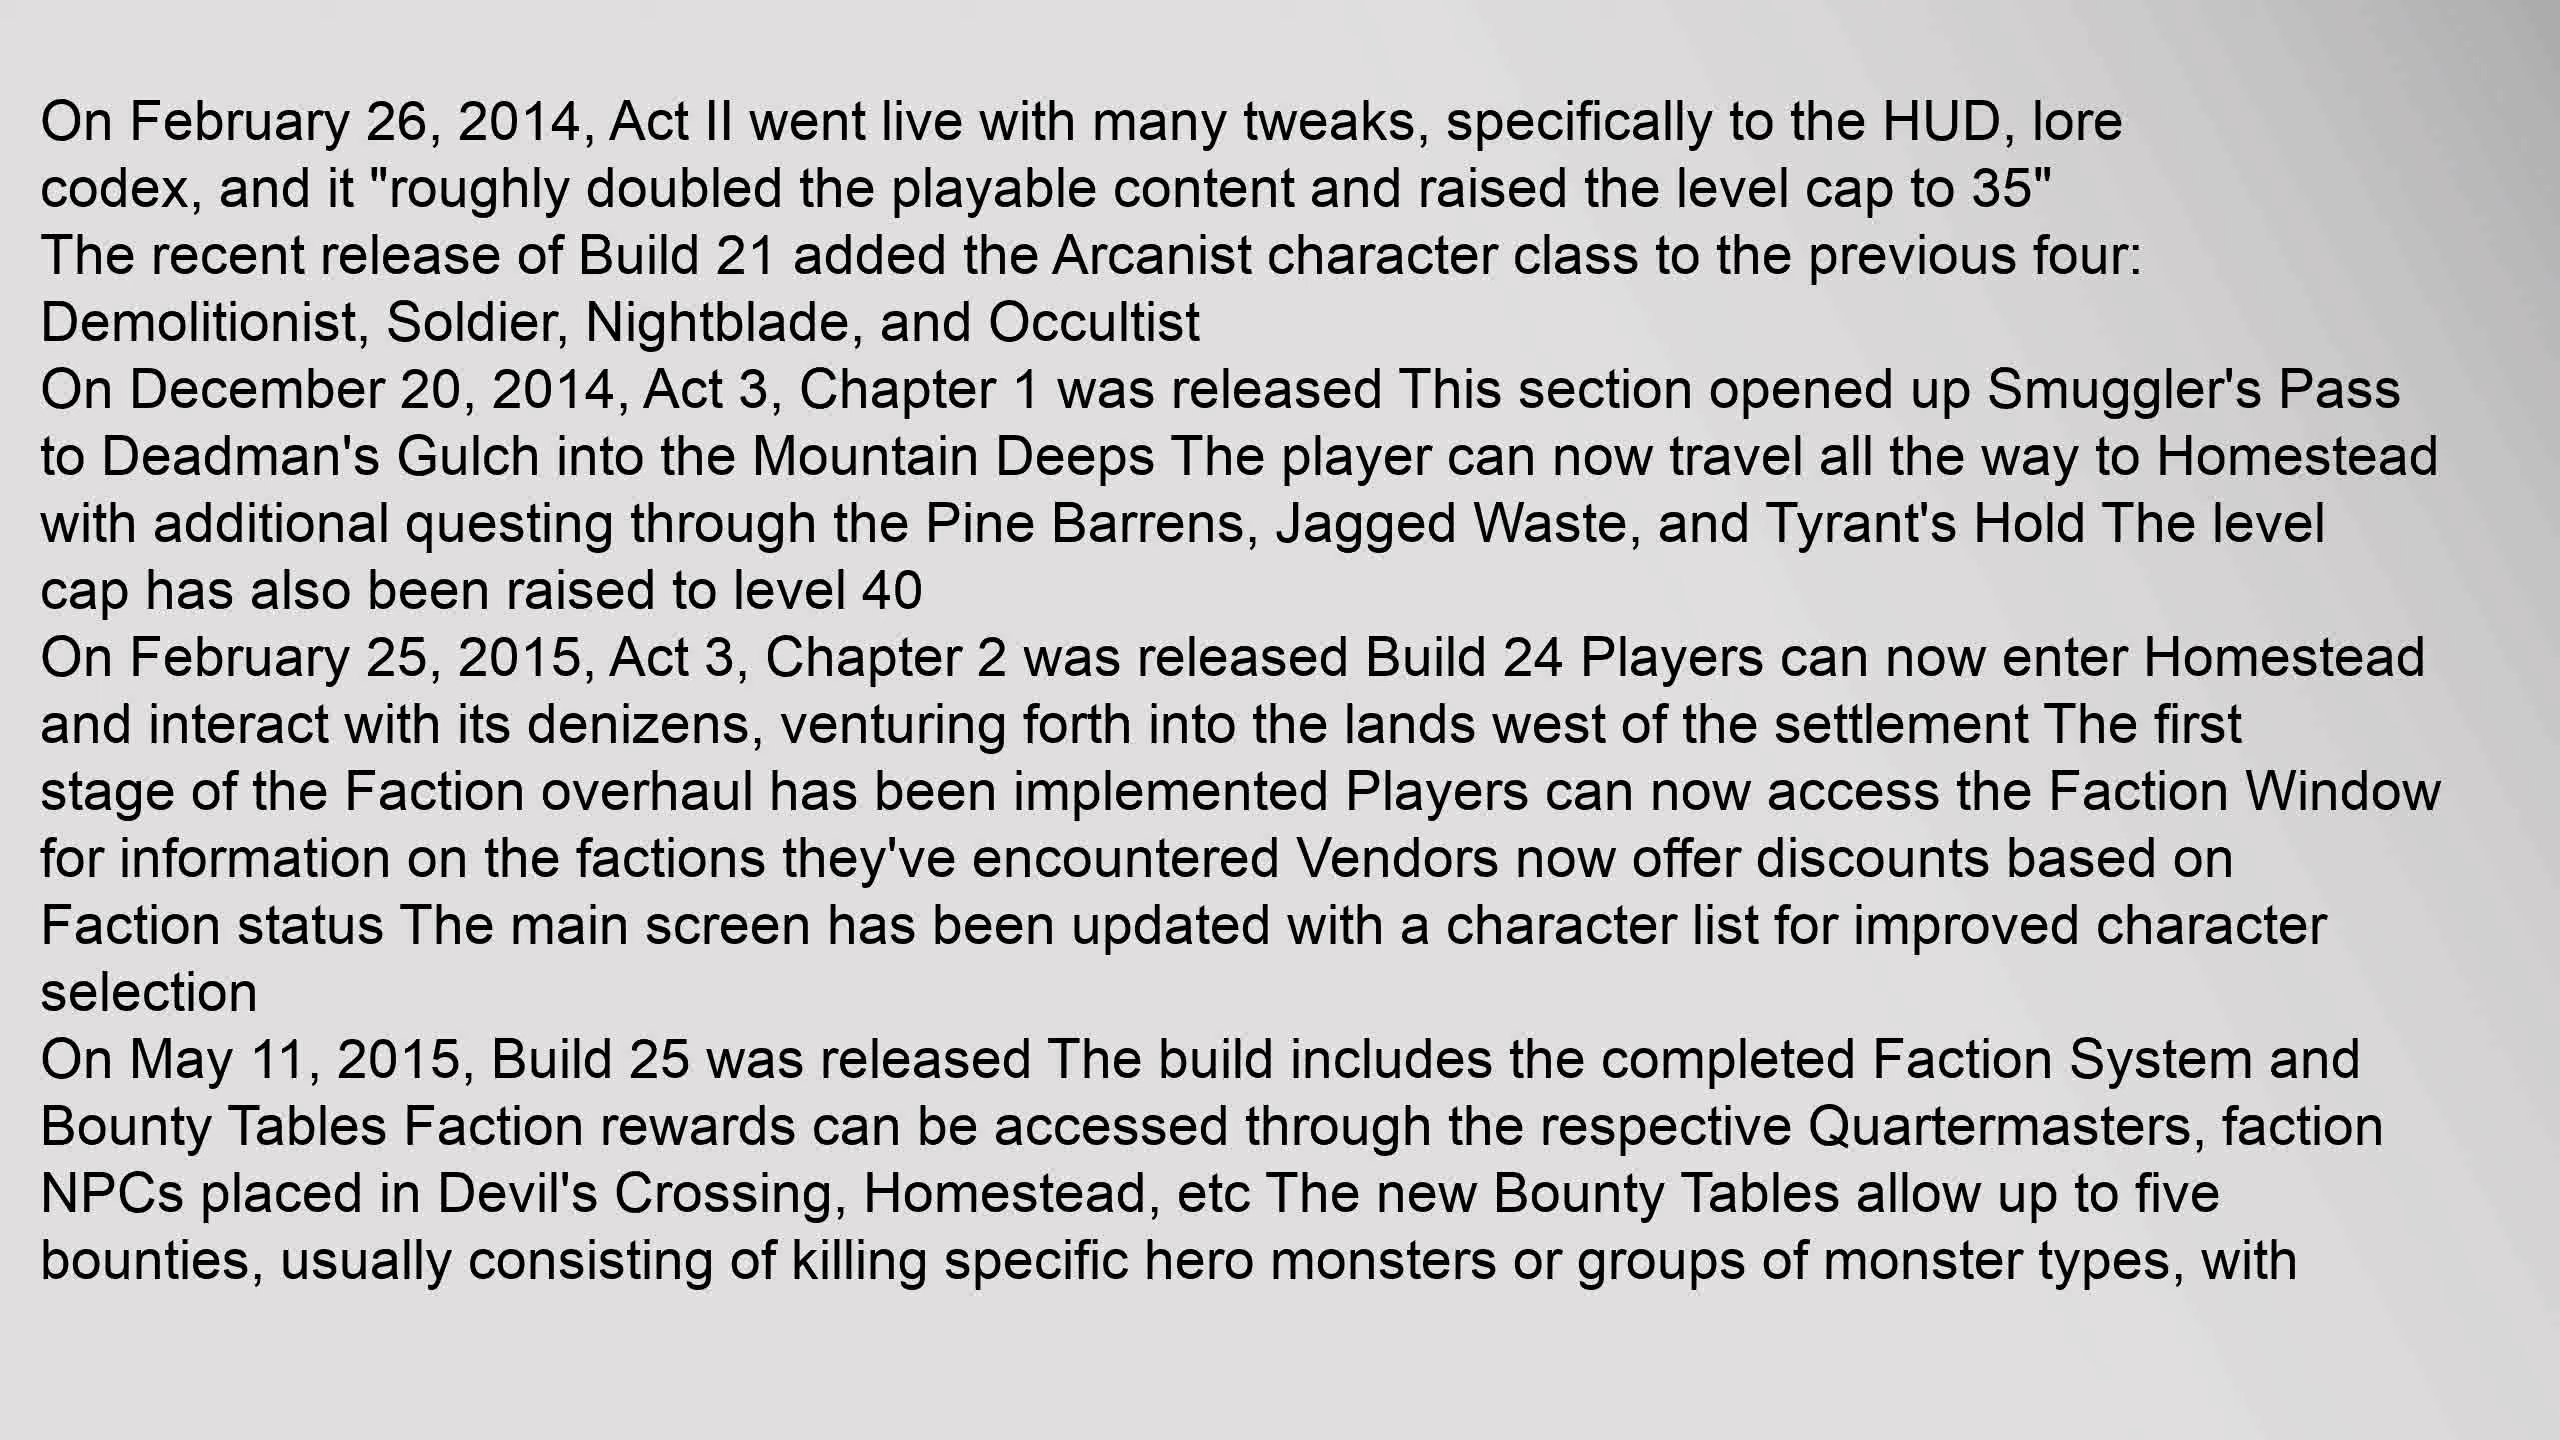 On February 26, 2014, Act II went live with many tweaks, specifically to the HUD, lore
codex, and it "roughly doubled the playable content and raised the level cap to 35"
The recent release of Build 21 added the Arcanist character class to the previous four:
Demolitionist, Soldier, Nightblade, and Occultist
On December 20, 2014, Act 3, Chapter 1 was released This section opened up Smuggler's Pass
to Deadman's Gulch into the Mountain Deeps The player can now travel all the way to Homestead
with additional questing through the Pine Barrens, Jagged Waste, and Tyrant's Hold The level
cap has also been raised to level 40
On February 25, 2015, Act 3, Chapter 2 was released Build 24 Players can now enter Homestead
and interact with its denizens, venturing forth into the lands west of the settlement The first
stage of the Faction overhaul has been implemented Players can now access the Faction Window
for information on the factions they've encountered Vendors now offer discounts based on
Faction status The main screen has been updated with a character list for improved character
selection
On May 11, 2015, Build 25 was released The build includes the completed Faction System and
Bounty Tables Faction rewards can be accessed through the respective Quartermasters, faction
NPCs placed in Devil's Crossing, Homestead, etc The new Bounty Tables allow up to five
bounties, usually consisting of killing specific hero monsters or groups of monster types, with